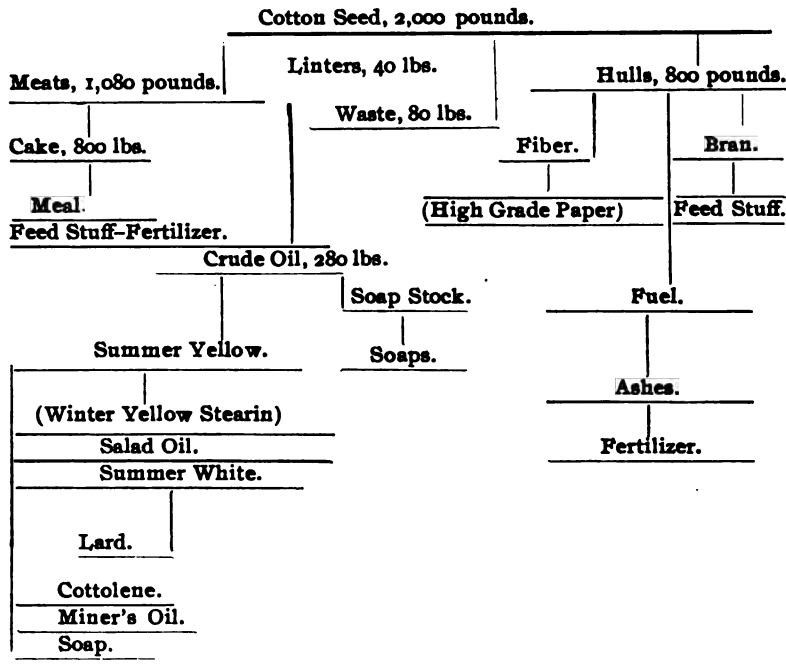 Cotton Seed, 2,000 pounds.
Meats, 1,080 pounds.
Linters, 40 lbs.
Hulls, 800 pounds.
Waste, 80 lbs.
Cake, 800 lbs.
Fiber.
Bran.
Meal.
(High Grade Paper)
Feed Stuff.
Feed Stuff–Fertilizer.
Crude Oil, 280 lbs.
Soap Stock.
Fuel.
Summer Yellow.
Soaps.
Ashes.
(Winter Yellow Stearin)
Salad Oil.
Fertilizer.
Summer White.
Lard.
Cottolene.
Miner's Oil.
Soap.